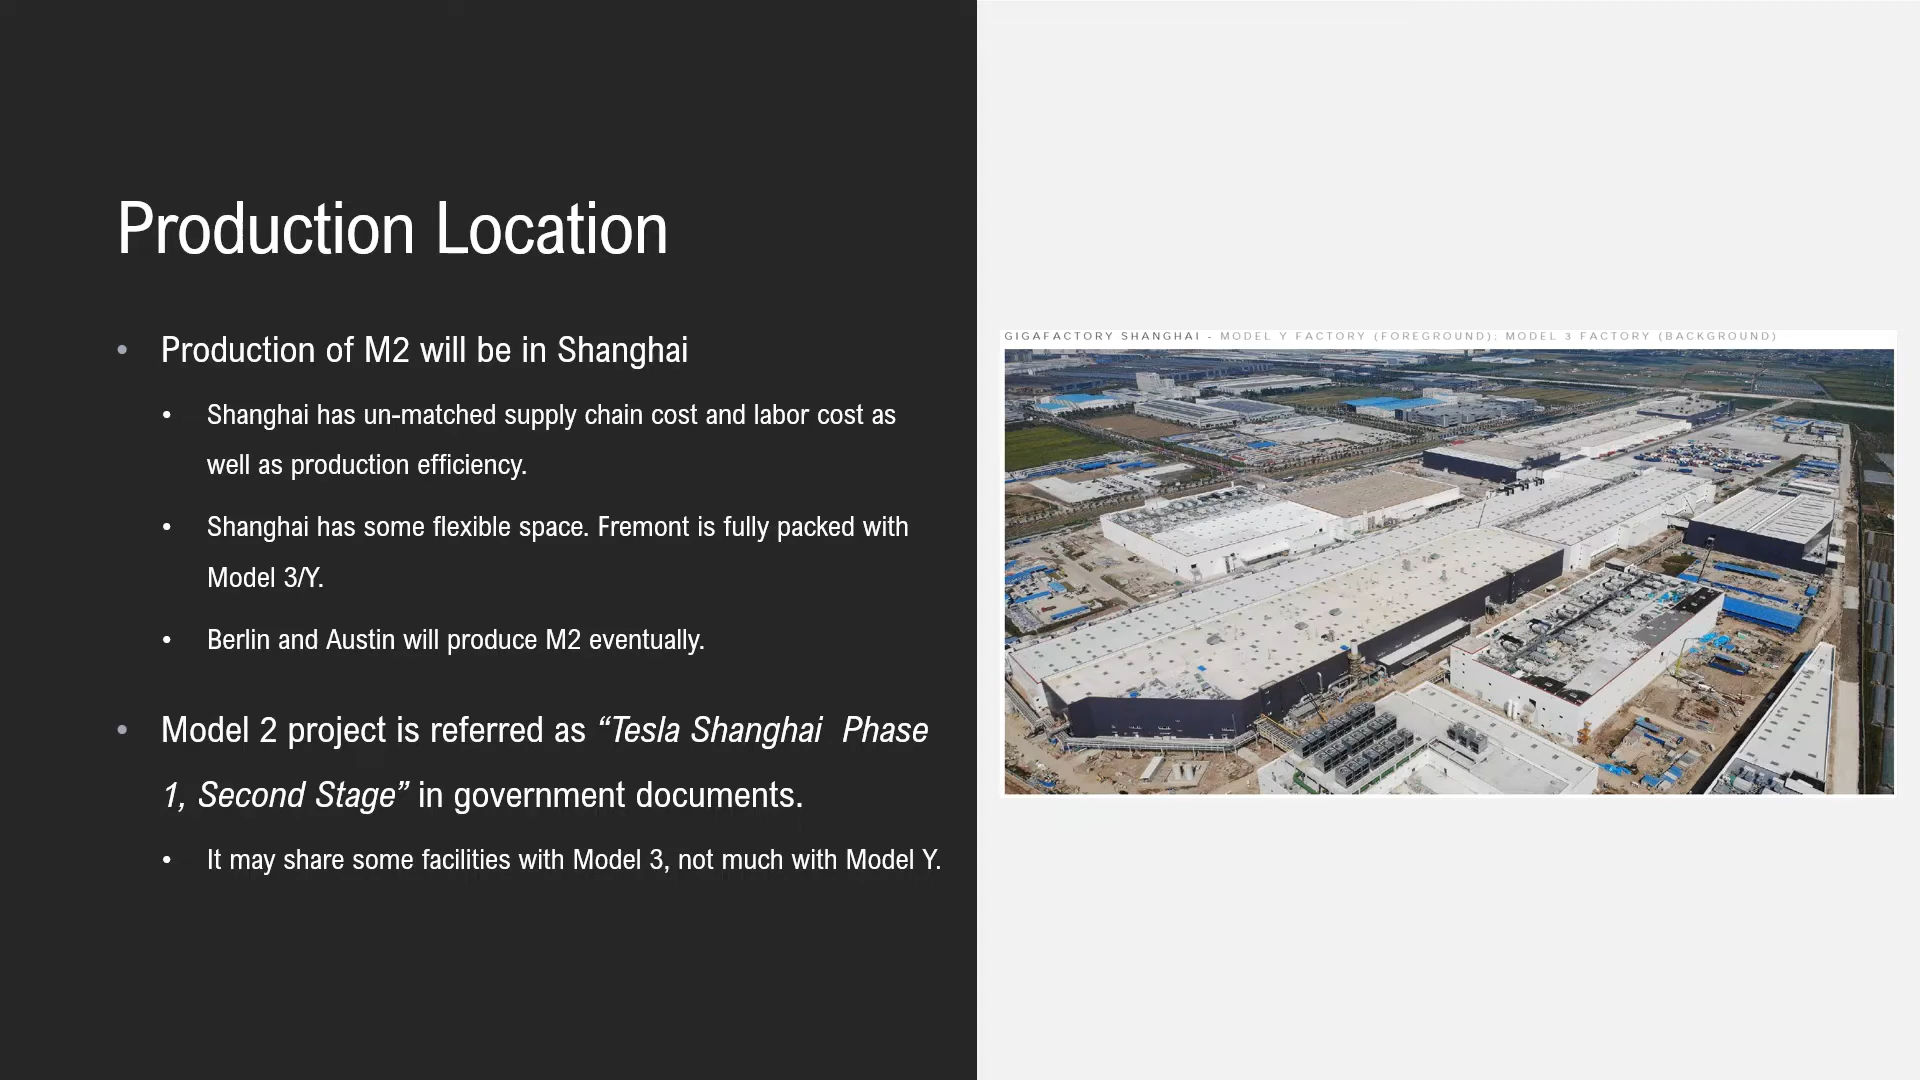 Production Location
• Production of M2 will be in Shanghai
• Shanghai has un-matched supply chain cost and labor cost as
well as production efficiency.
• Shanghai has some flexible space. Fremont is fully packed with
Model 3/Y.
• Berlin and Austin will produce M2 eventually.
• Model 2 project is referred as “Tesla Shanghai  Phase
1, Second Stage” in government documents.
• It may share some facilities with Model 3, not much with Model Y.
GIGAFACTORY SHANGHAI - MODEL Y FACTORY (FOREGROUND); MODEL 3 FACTORY (BACKGROUND)